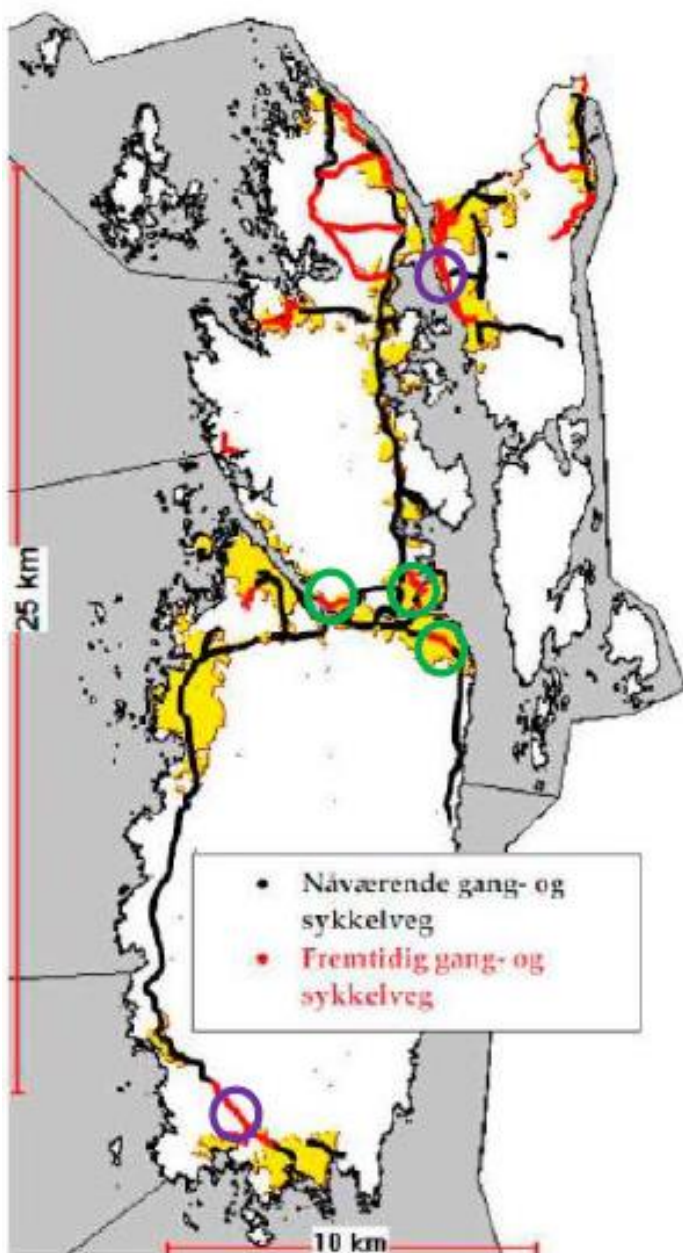 25 km
Nåværende gang- og
sykkelveg
Fremtidig gang- og
sykkelveg
10 km